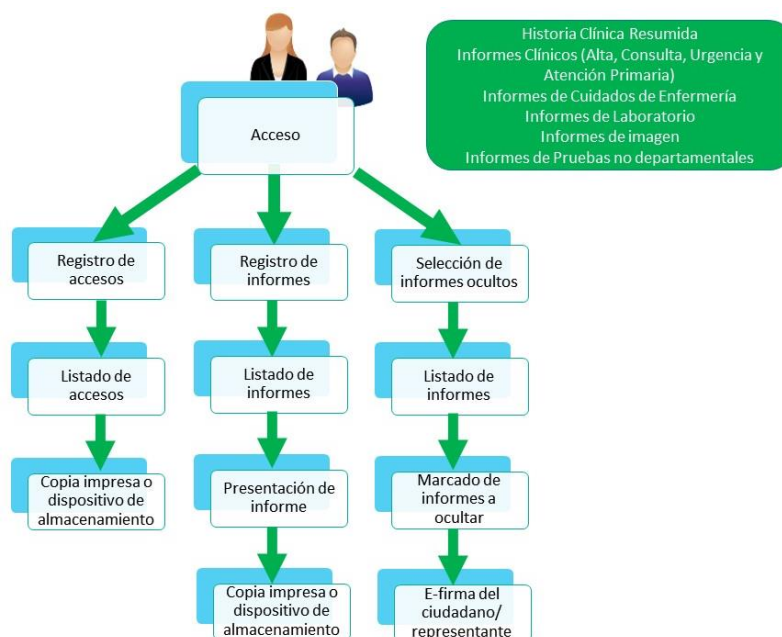 Historia Clínica Resumida
Informes Clínicos (Alta, Consulta, Urgencia y
Atención Primaria)
Informes de Cuidados de Enfermería
Informes de Laboratorio
Informes de imagen
Informes de Pruebas no departamentales
Acceso
Registro de
accesos
Registro de
informes
Selección de
informes ocultos
Listado de
accesos
Listado de
informes
Listado de
informes
Copia impresa o
dispositivo de
almacenamiento
Presentación de
informe
Marcado de
informes a
ocultar
Copia impresa o
dispositivo de
almacenamiento
E-firma del
ciudadano/
representante